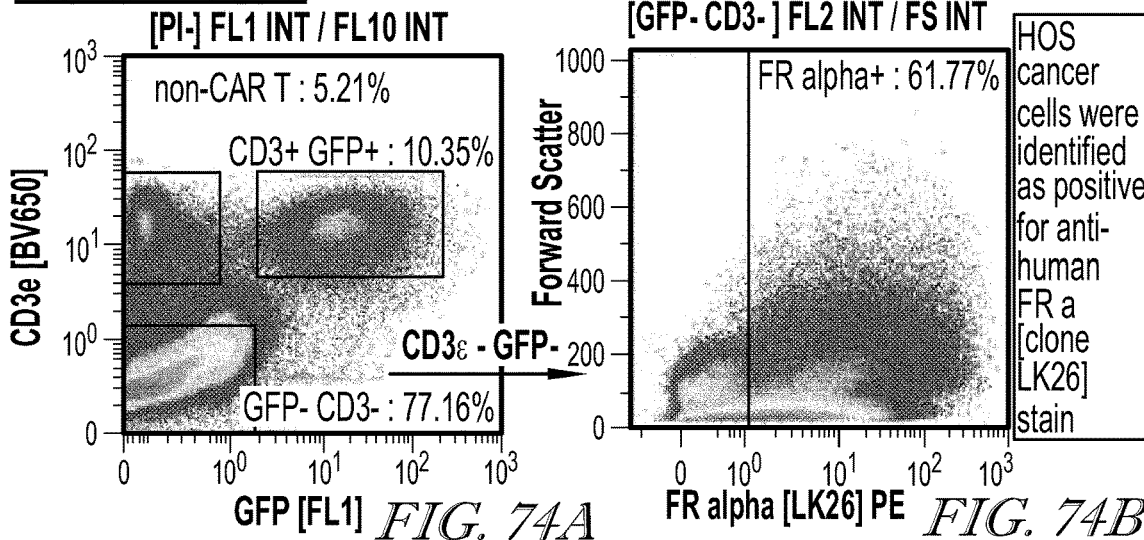 [PI-] FL1 INT / FL10 INT
10³
10²
10¹
10⁰
0
CD3e [BV650]
non-CAR T : 5.21%
CD3+ GFP+ : 10.35%
GFP- CD3- : 77.16%
0 10⁰ 10¹ 10² 10³
GFP [FL1]
FIG. 74A
CD3ε - GFP-
[GFP- CD3- ] FL2 INT / FS INT
1000
800
600
400
200
0
Forward Scatter
FR alpha+ : 61.77%
0 10⁰ 10¹ 10² 10³
FR alpha [LK26] PE
FIG. 74B
HOS
cancer
cells were
identified
as positive
for anti-
human
FR a
[clone
LK26]
stain